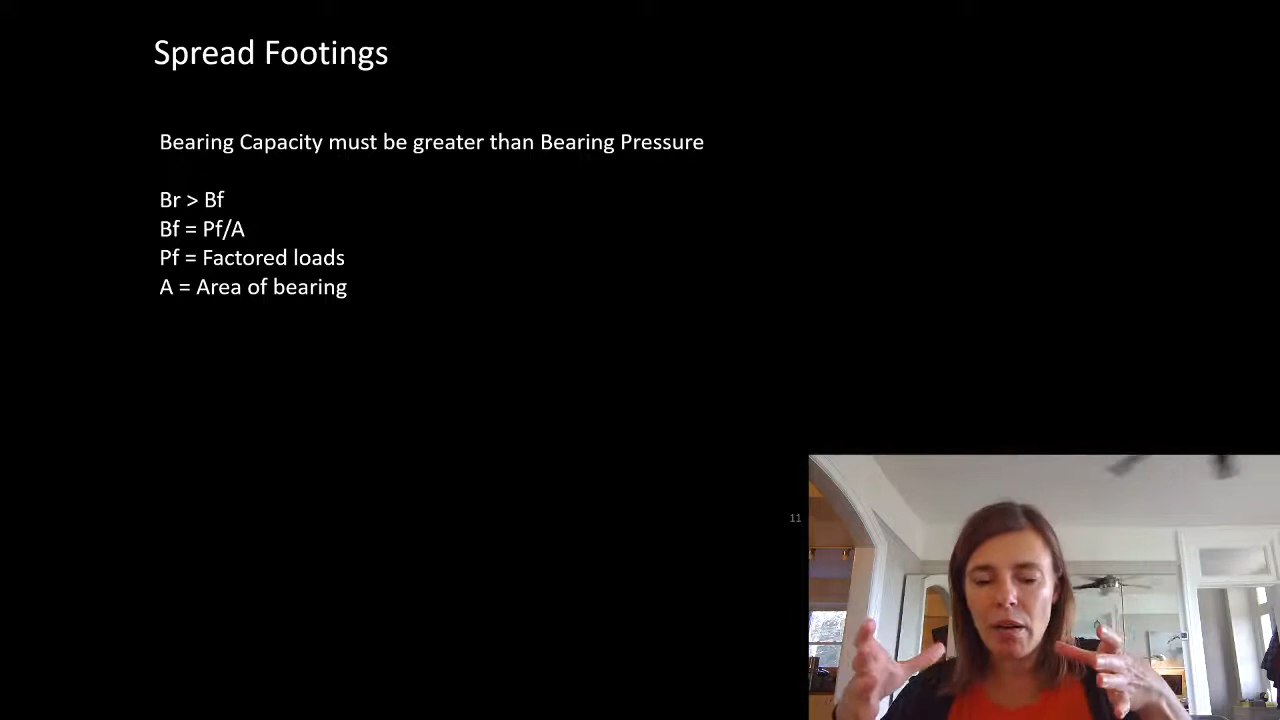 Spread Footings
Bearing Capacity must be greater than Bearing Pressure
Br > Bf
Bf = Pf/A
Pf = Factored loads
A = Area of bearing
11